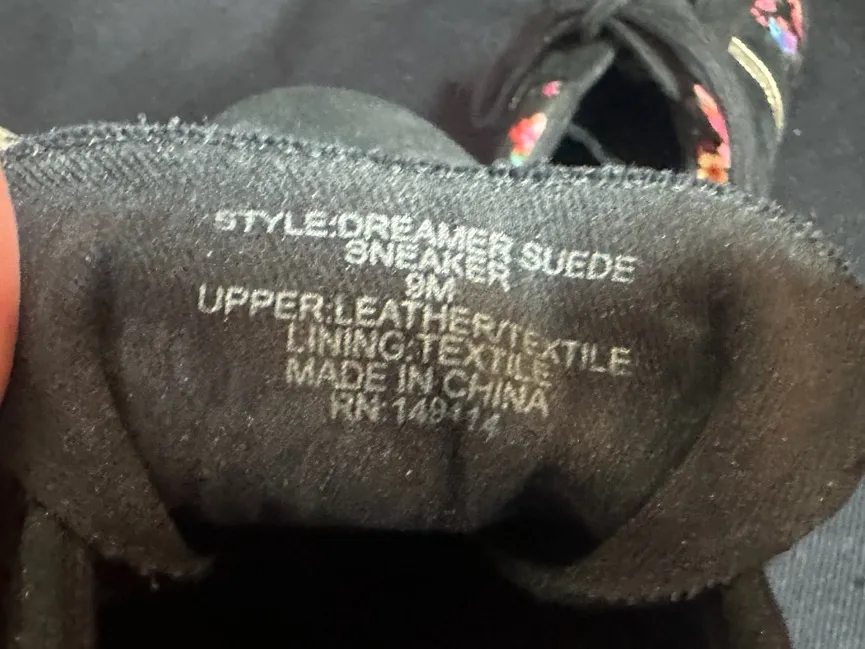 STYLE:DREAMER SUEDE
SNEAKER
9M
UPPER:LEATHER/TEXTILE
LINING:TEXTILE
MADE IN CHINA
RN:149114